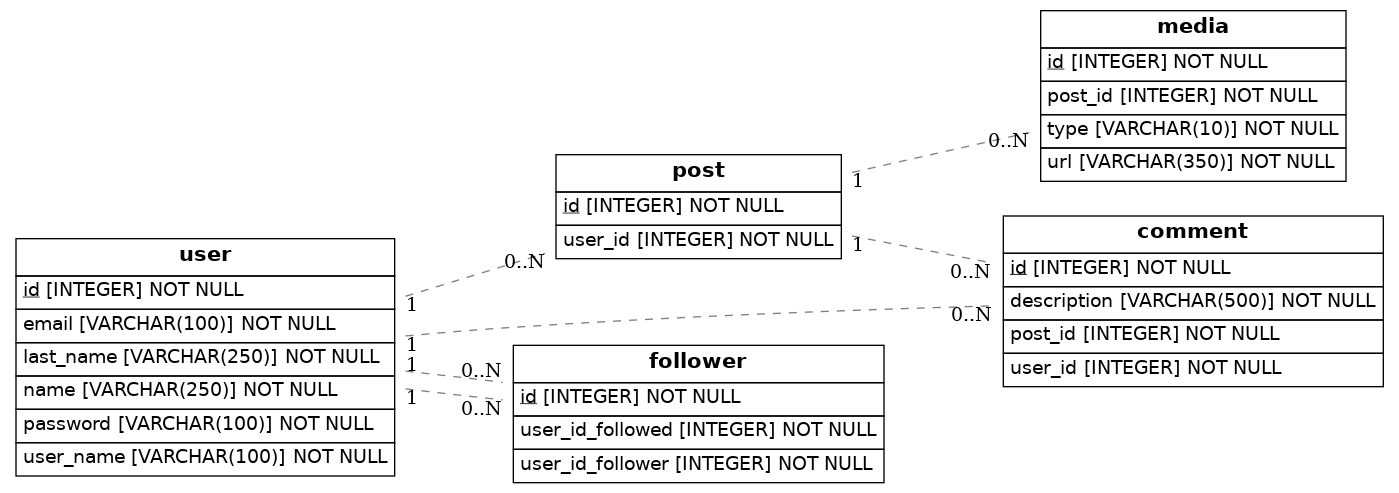 media
id [INTEGER] NOT NULL
post_id [INTEGER] NOT NULL
type [VARCHAR(10)] NOT NULL
url [VARCHAR(350)] NOT NULL
0..N
1
post
id [INTEGER] NOT NULL
user_id [INTEGER] NOT NULL
1
0..N
comment
id [INTEGER] NOT NULL
description [VARCHAR(500)] NOT NULL
post_id [INTEGER] NOT NULL
user_id [INTEGER] NOT NULL
user
id [INTEGER] NOT NULL
email [VARCHAR(100)] NOT NULL
last_name [VARCHAR(250)] NOT NULL
name [VARCHAR(250)] NOT NULL
password [VARCHAR(100)] NOT NULL
user_name [VARCHAR(100)] NOT NULL
0..N
1
0..N
1
1
0..N
1
0..N
follower
id [INTEGER] NOT NULL
user_id_followed [INTEGER] NOT NULL
user_id_follower [INTEGER] NOT NULL